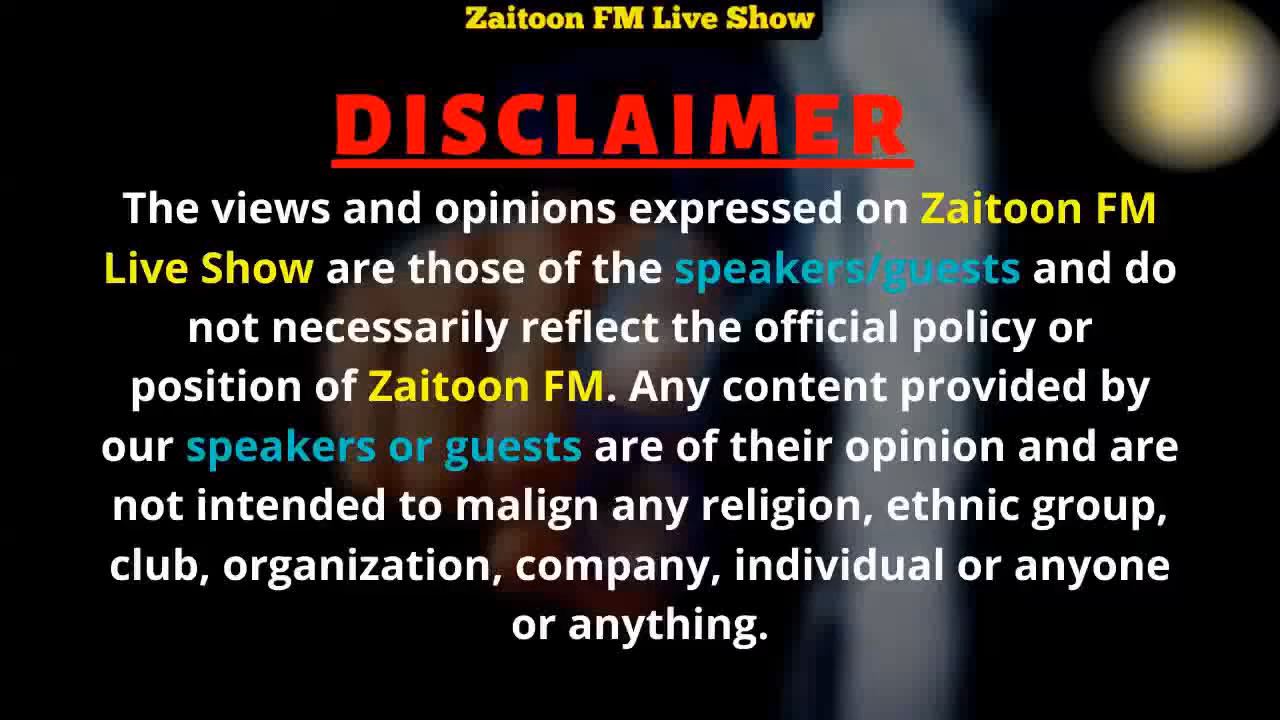 Zaitoon FM Live Show
DISCLAIMER
The views and opinions expressed on Zaitoon FM
Live Show are those of the speakers/guests and do
not necessarily reflect the official policy or
position of Zaitoon FM. Any content provided by
our speakers or guests are of their opinion and are
not intended to malign any religion, ethnic group,
club, organization, company, individual or anyone
or anything.